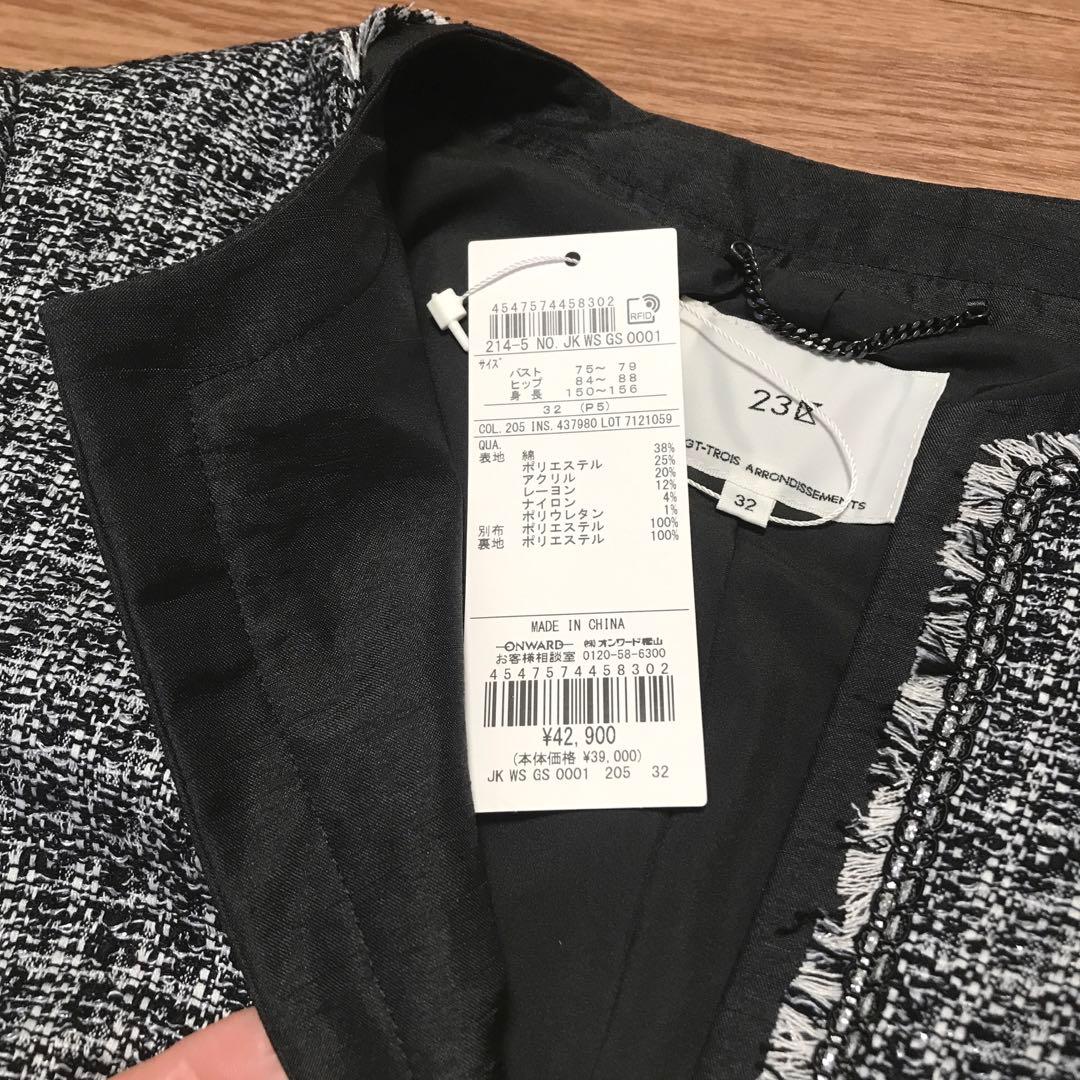 4547574458302
RFID
214-5 NO. JK WS GS 0001
サイズ
バスト 75～ 79
ヒップ 84～ 88
身 長 150～156
32 (P5)
COL. 205 INS. 437980 LOT 7121059
QUA.
表地 綿 38%
ポリエステル 25%
アクリル 20%
レーヨン 12%
ナイロン 4%
ポリウレタン 1%
別布 ポリエステル 100%
裏地 ポリエステル 100%
MADE IN CHINA
ONWARD ㈱オンワード樫山
お客様相談室 0120-58-6300
4547574458302
¥42,900
(本体価格 ¥39,000)
JK WS GS 0001 205 32
23区
GT-TROIS ARRONDISSEMENTS
32